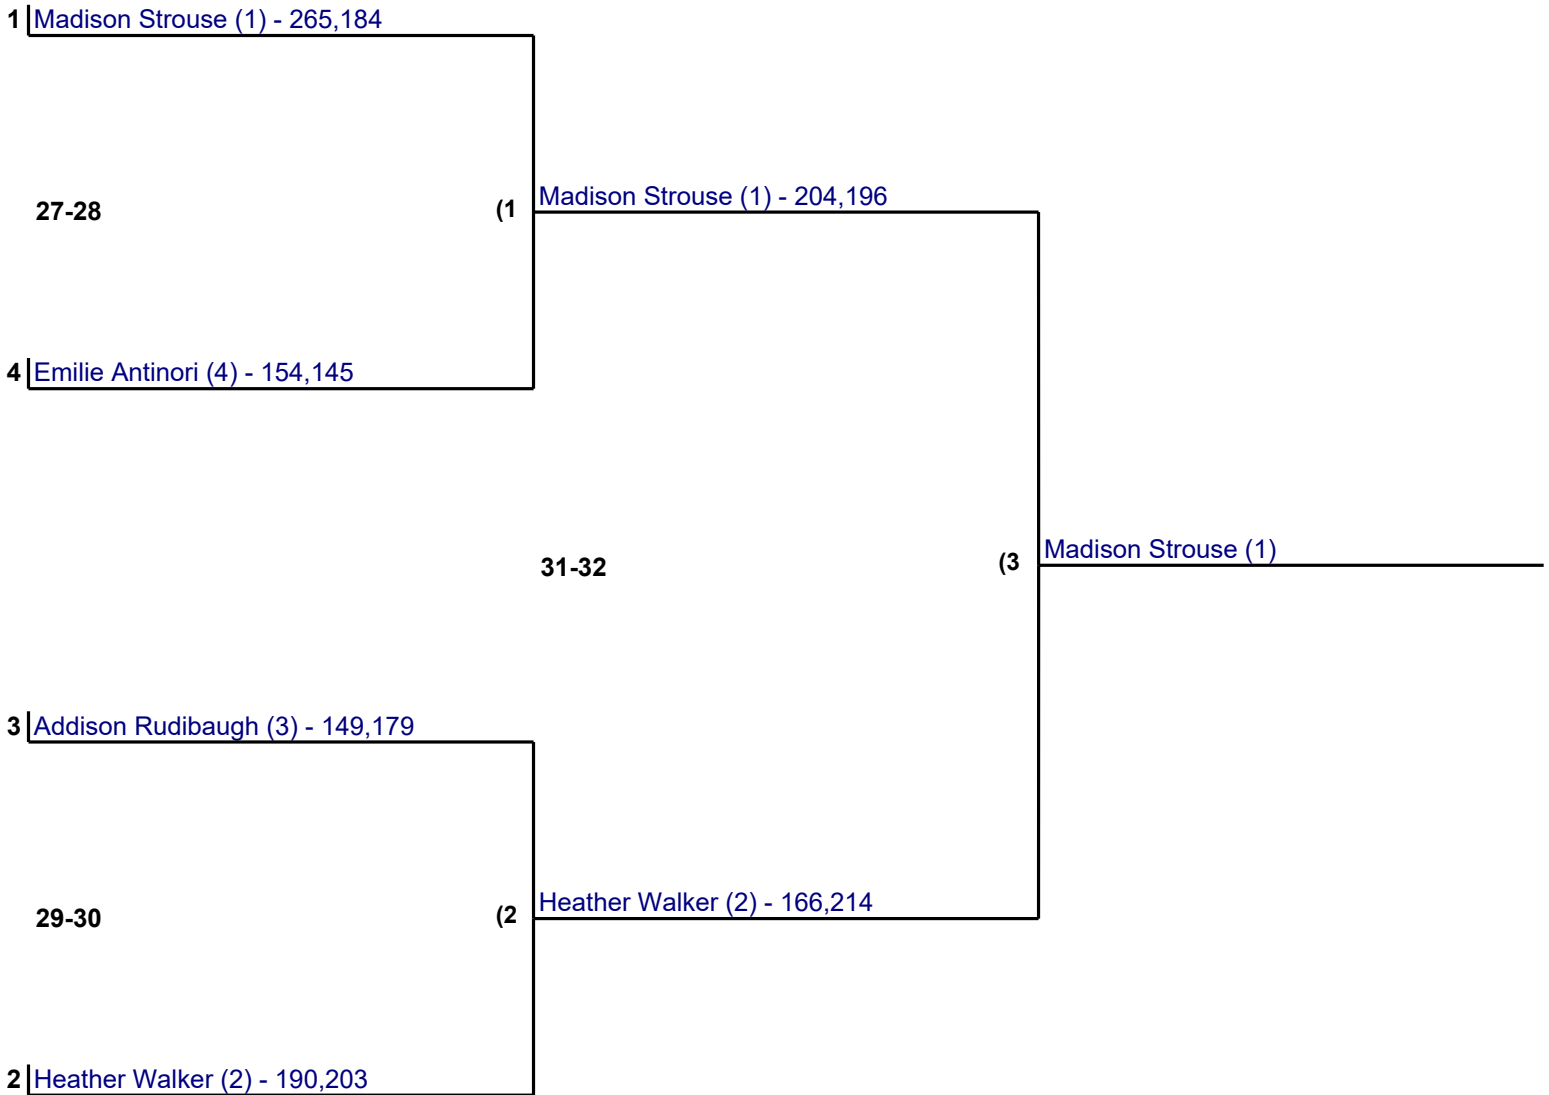 1 Madison Strouse (1) - 265,184
27-28
(1
Madison Strouse (1) - 204,196
4 Emilie Antinori (4) - 154,145
31-32
(3
Madison Strouse (1)
3 Addison Rudibaugh (3) - 149,179
29-30
(2
Heather Walker (2) - 166,214
2 Heather Walker (2) - 190,203